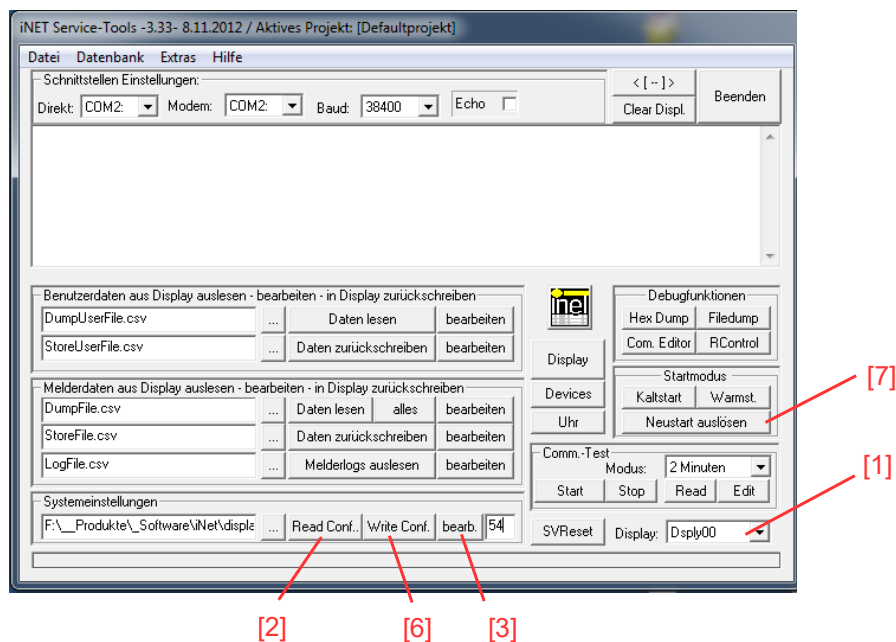 iNET Service-Tools -3.33- 8.11.2012 / Aktives Projekt: [Defaultprojekt]
Datei Datenbank Extras Hilfe
Schnittstellen Einstellungen:
Direkt: COM2: Modem: COM2: Baud: 38400 Echo
< [ -- ] >
Clear Displ.
Beenden
Benutzerdaten aus Display auslesen - bearbeiten - in Display zurückschreiben
DumpUserFile.csv ... Daten lesen bearbeiten
StoreUserFile.csv ... Daten zurückschreiben bearbeiten
Melderdaten aus Display auslesen - bearbeiten - in Display zurückschreiben
DumpFile.csv ... Daten lesen alles bearbeiten
StoreFile.csv ... Daten zurückschreiben bearbeiten
LogFile.csv ... Melderlogs auslesen bearbeiten
Systemeinstellungen
F:\__Produkte\_Software\iNet\displa ... Read Conf.. Write Conf. bearb. 54
inel
Display
Devices
Uhr
Debugfunktionen
Hex Dump Filedump
Com. Editor RControl
Startmodus
Kaltstart Warmst.
Neustart auslösen
Comm.-Test
Modus: 2 Minuten
Start Stop Read Edit
SVReset Display: Dsply00
[7]
[1]
[2]
[6]
[3]